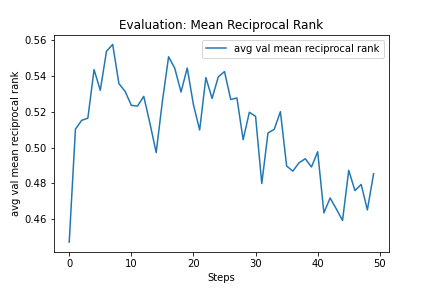 Evaluation: Mean Reciprocal Rank
avg val mean reciprocal rank
avg val mean reciprocal rank
0.56
0.54
0.52
0.50
0.48
0.46
0 10 20 30 40 50
Steps